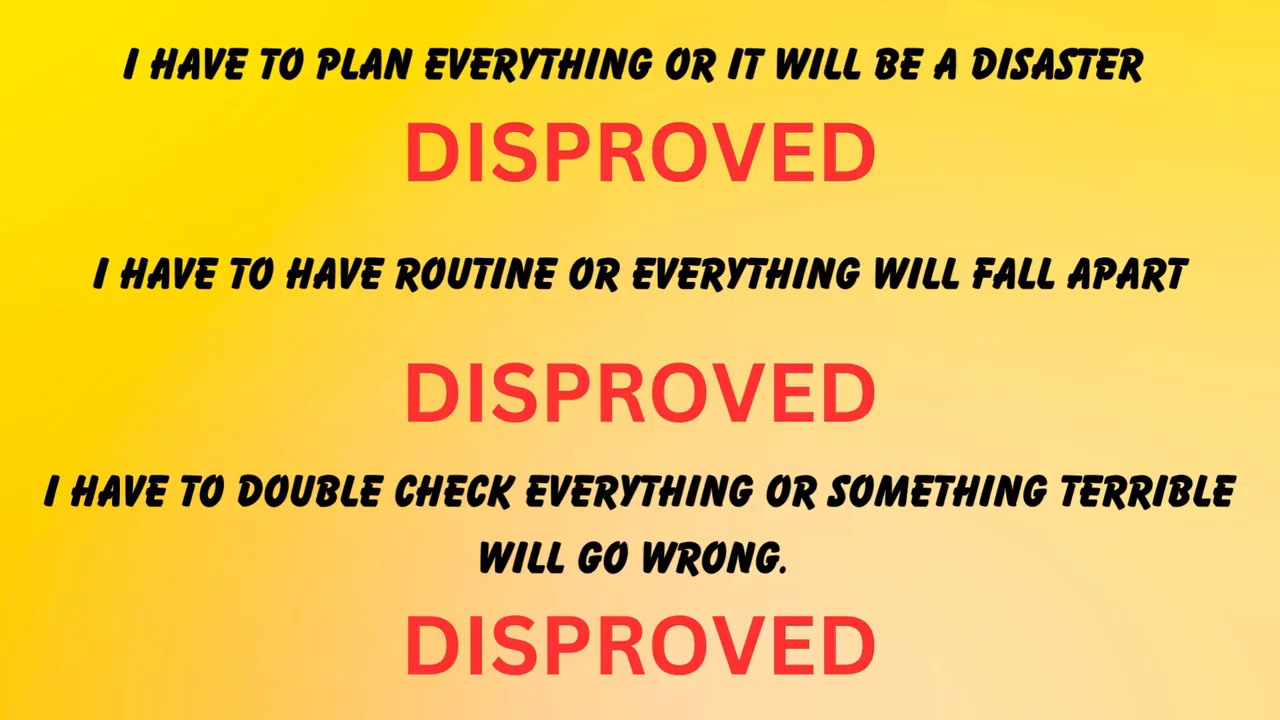 I HAVE TO PLAN EVERYTHING OR IT WILL BE A DISASTER
DISPROVED
I HAVE TO HAVE ROUTINE OR EVERYTHING WILL FALL APART
DISPROVED
I HAVE TO DOUBLE CHECK EVERYTHING OR SOMETHING TERRIBLE
WILL GO WRONG.
DISPROVED